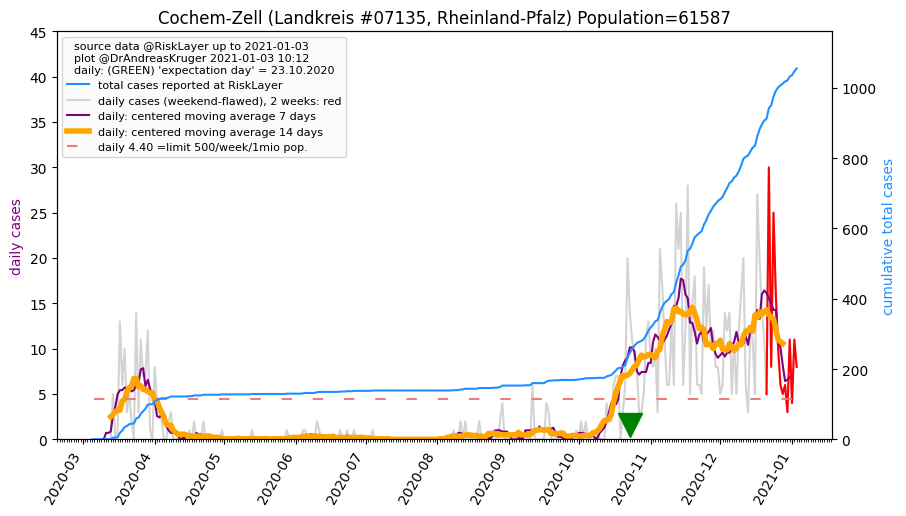 Cochem-Zell (Landkreis #07135, Rheinland-Pfalz) Population=61587
source data @RiskLayer up to 2021-01-03
plot @DrAndreasKruger 2021-01-03 10:12
daily: (GREEN) 'expectation day' = 23.10.2020
total cases reported at RiskLayer
daily cases (weekend-flawed), 2 weeks: red
daily: centered moving average 7 days
daily: centered moving average 14 days
daily 4.40 =limit 500/week/1mio pop.
daily cases
45
40
35
30
25
20
15
10
5
0
cumulative total cases
1000
800
600
400
200
0
2020-03
2020-04
2020-05
2020-06
2020-07
2020-08
2020-09
2020-10
2020-11
2020-12
2021-01